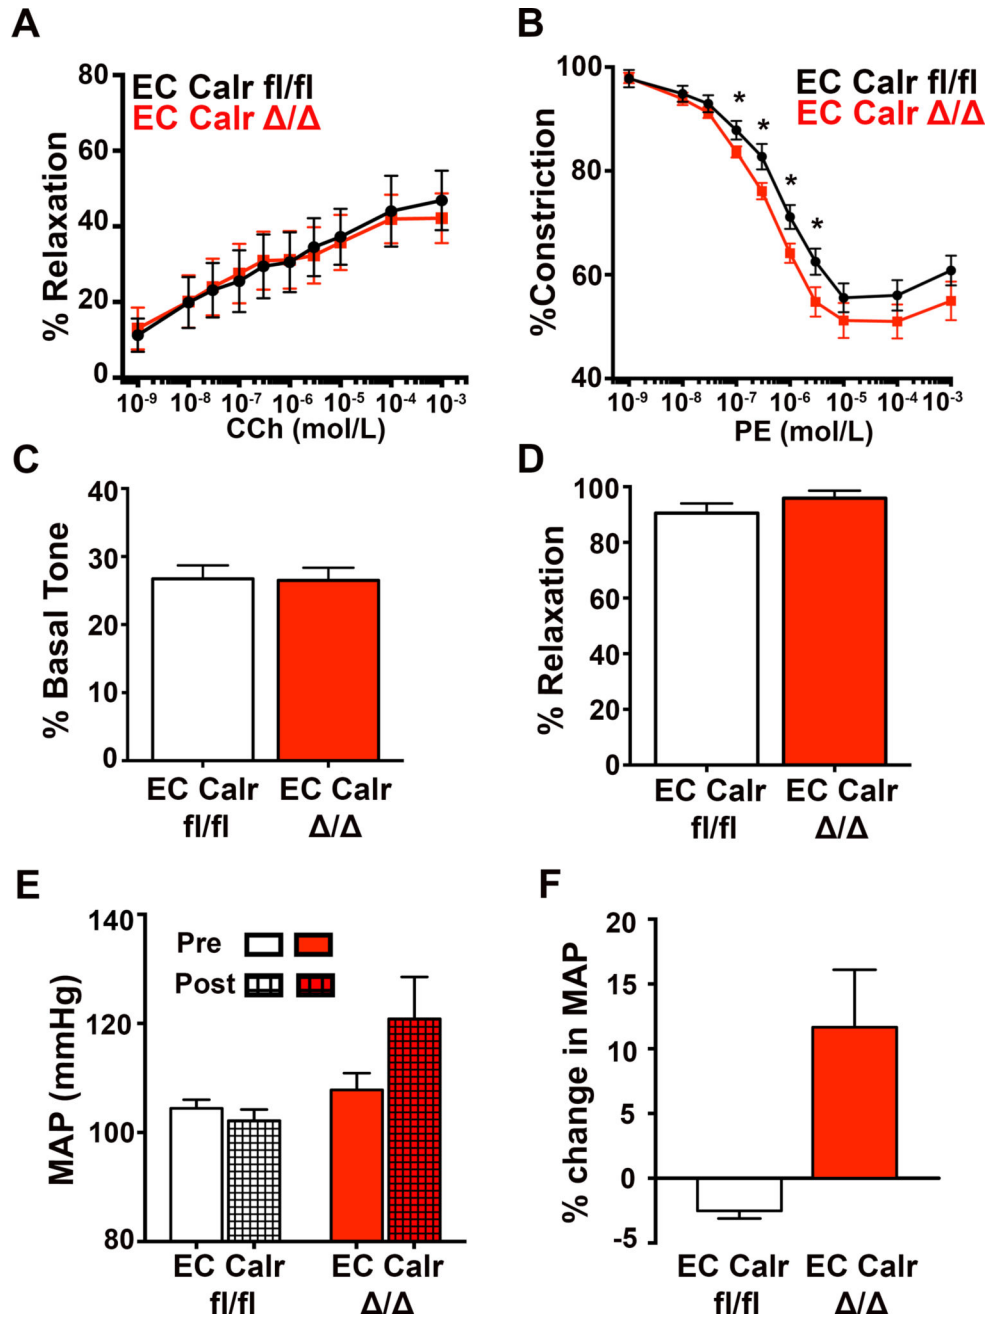 A
80
60
40
20
0
% Relaxation
EC Calr fl/fl
EC Calr Δ/Δ
10⁻⁹ 10⁻⁸ 10⁻⁷ 10⁻⁶ 10⁻⁵ 10⁻⁴ 10⁻³
CCh (mol/L)
B
100
80
60
40
%Constriction
EC Calr fl/fl
EC Calr Δ/Δ
* * * *
10⁻⁹ 10⁻⁸ 10⁻⁷ 10⁻⁶ 10⁻⁵ 10⁻⁴ 10⁻³
PE (mol/L)
C
40
30
20
10
0
% Basal Tone
EC Calr EC Calr
fl/fl Δ/Δ
D
100
80
60
40
20
0
% Relaxation
EC Calr EC Calr
fl/fl Δ/Δ
E
140
120
100
80
MAP (mmHg)
Pre
Post
EC Calr EC Calr
fl/fl Δ/Δ
F
20
15
10
5
0
-5
% change in MAP
EC Calr EC Calr
fl/fl Δ/Δ